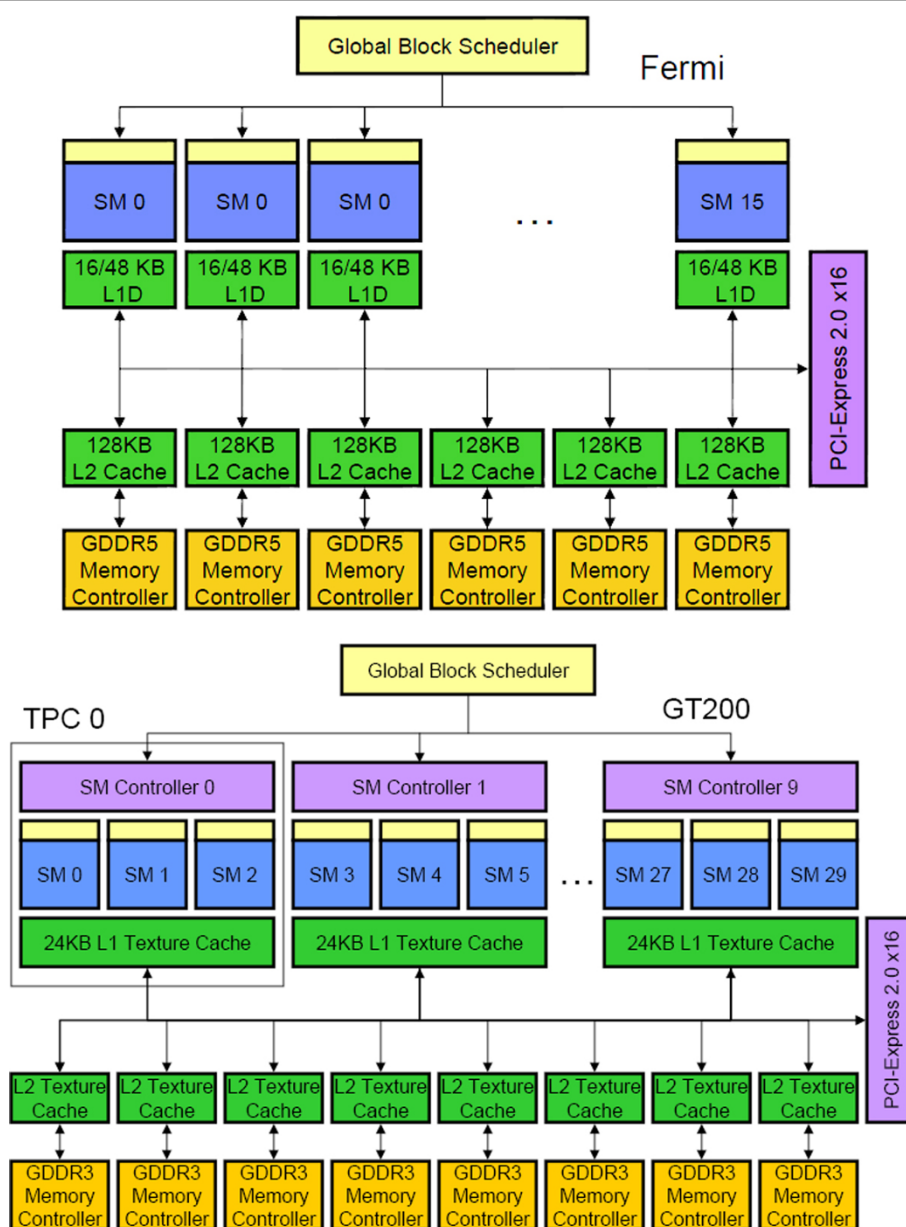 Global Block Scheduler
Fermi
SM 0 SM 0 SM 0 ... SM 15
16/48 KB 16/48 KB 16/48 KB 16/48 KB
L1D L1D L1D L1D
PCI-Express 2.0 x16
128KB 128KB 128KB 128KB 128KB 128KB
L2 Cache L2 Cache L2 Cache L2 Cache L2 Cache L2 Cache
GDDR5 GDDR5 GDDR5 GDDR5 GDDR5 GDDR5
Memory Memory Memory Memory Memory Memory
Controller Controller Controller Controller Controller Controller
Global Block Scheduler
TPC 0
GT200
SM Controller 0 SM Controller 1 SM Controller 9
SM 0 SM 1 SM 2 SM 3 SM 4 SM 5 ... SM 27 SM 28 SM 29
24KB L1 Texture Cache 24KB L1 Texture Cache 24KB L1 Texture Cache
PCI-Express 2.0 x16
L2 Texture L2 Texture L2 Texture L2 Texture L2 Texture L2 Texture L2 Texture L2 Texture
Cache Cache Cache Cache Cache Cache Cache Cache
GDDR3 GDDR3 GDDR3 GDDR3 GDDR3 GDDR3 GDDR3 GDDR3
Memory Memory Memory Memory Memory Memory Memory Memory
Controller Controller Controller Controller Controller Controller Controller Controller